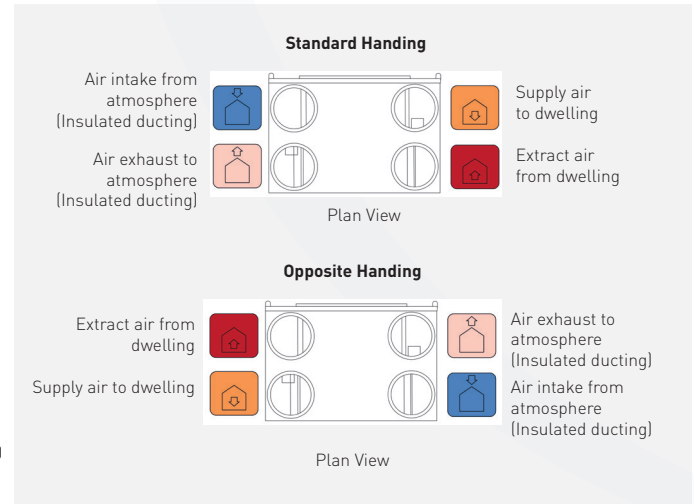 Standard Handing
Air intake from
atmosphere
(Insulated ducting)
Air exhaust to
atmosphere
(Insulated ducting)
Supply air
to dwelling
Extract air
from dwelling
Plan View
Opposite Handing
Extract air from
dwelling
Supply air to dwelling
Air exhaust to
atmosphere
(Insulated ducting)
Air intake from
atmosphere
(Insulated ducting)
Plan View